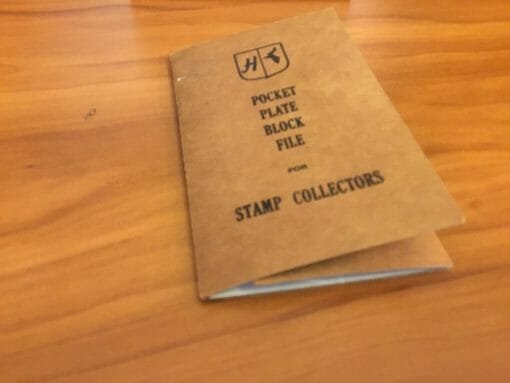 H
POCKET
PLATE
BLOCK
FILE
FOR
STAMP COLLECTORS